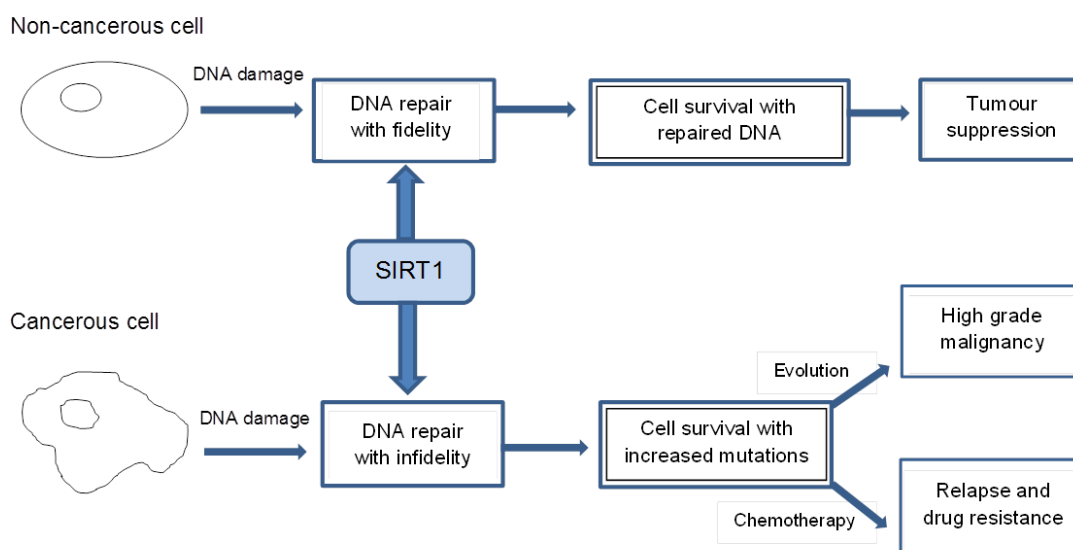 Non-cancerous cell
DNA damage
DNA repair
with fidelity
Cell survival with
repaired DNA
Tumour
suppression
SIRT1
Cancerous cell
DNA damage
DNA repair
with infidelity
Cell survival with
increased mutations
Evolution
High grade
malignancy
Chemotherapy
Relapse and
drug resistance